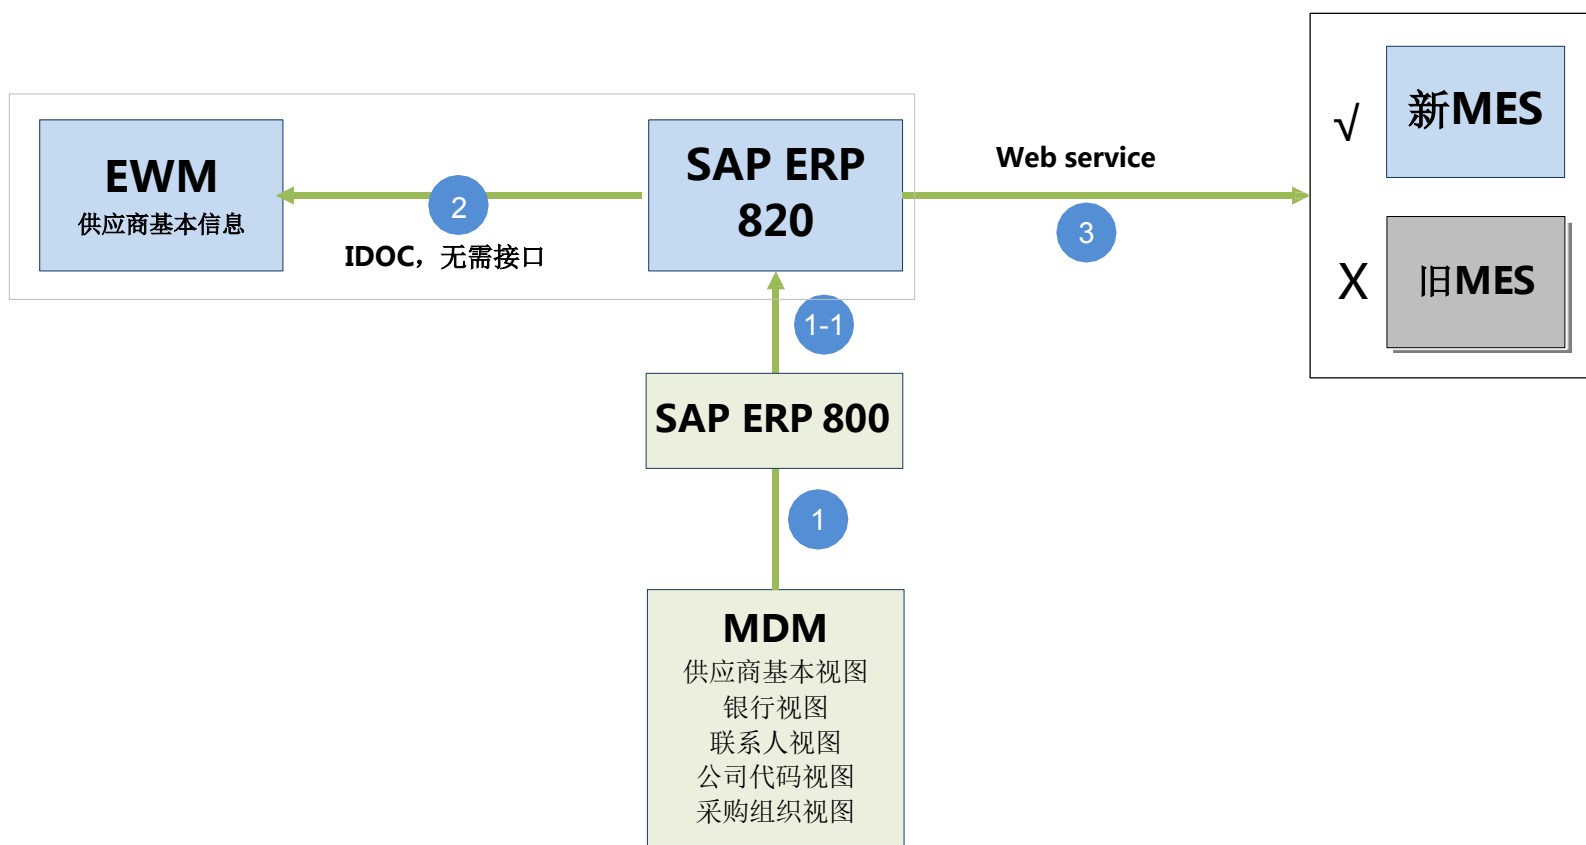 EWM
供应商基本信息
2
IDOC，无需接口
SAP ERP
820
Web service
3
√
新MES
X
旧MES
1-1
SAP ERP 800
1
MDM
供应商基本视图
银行视图
联系人视图
公司代码视图
采购组织视图